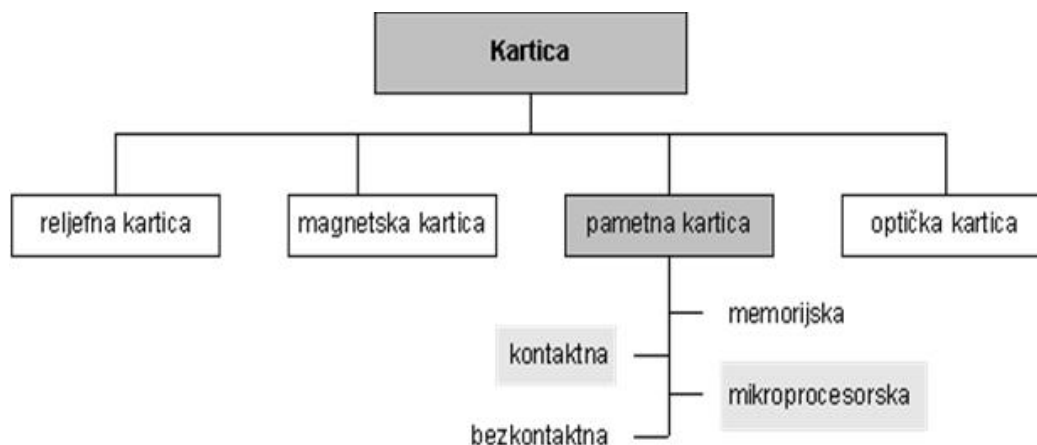 Kartica
reljefna kartica
magnetska kartica
pametna kartica
optička kartica
memorijska
kontaktna
mikroprocesorska
bezkontaktna